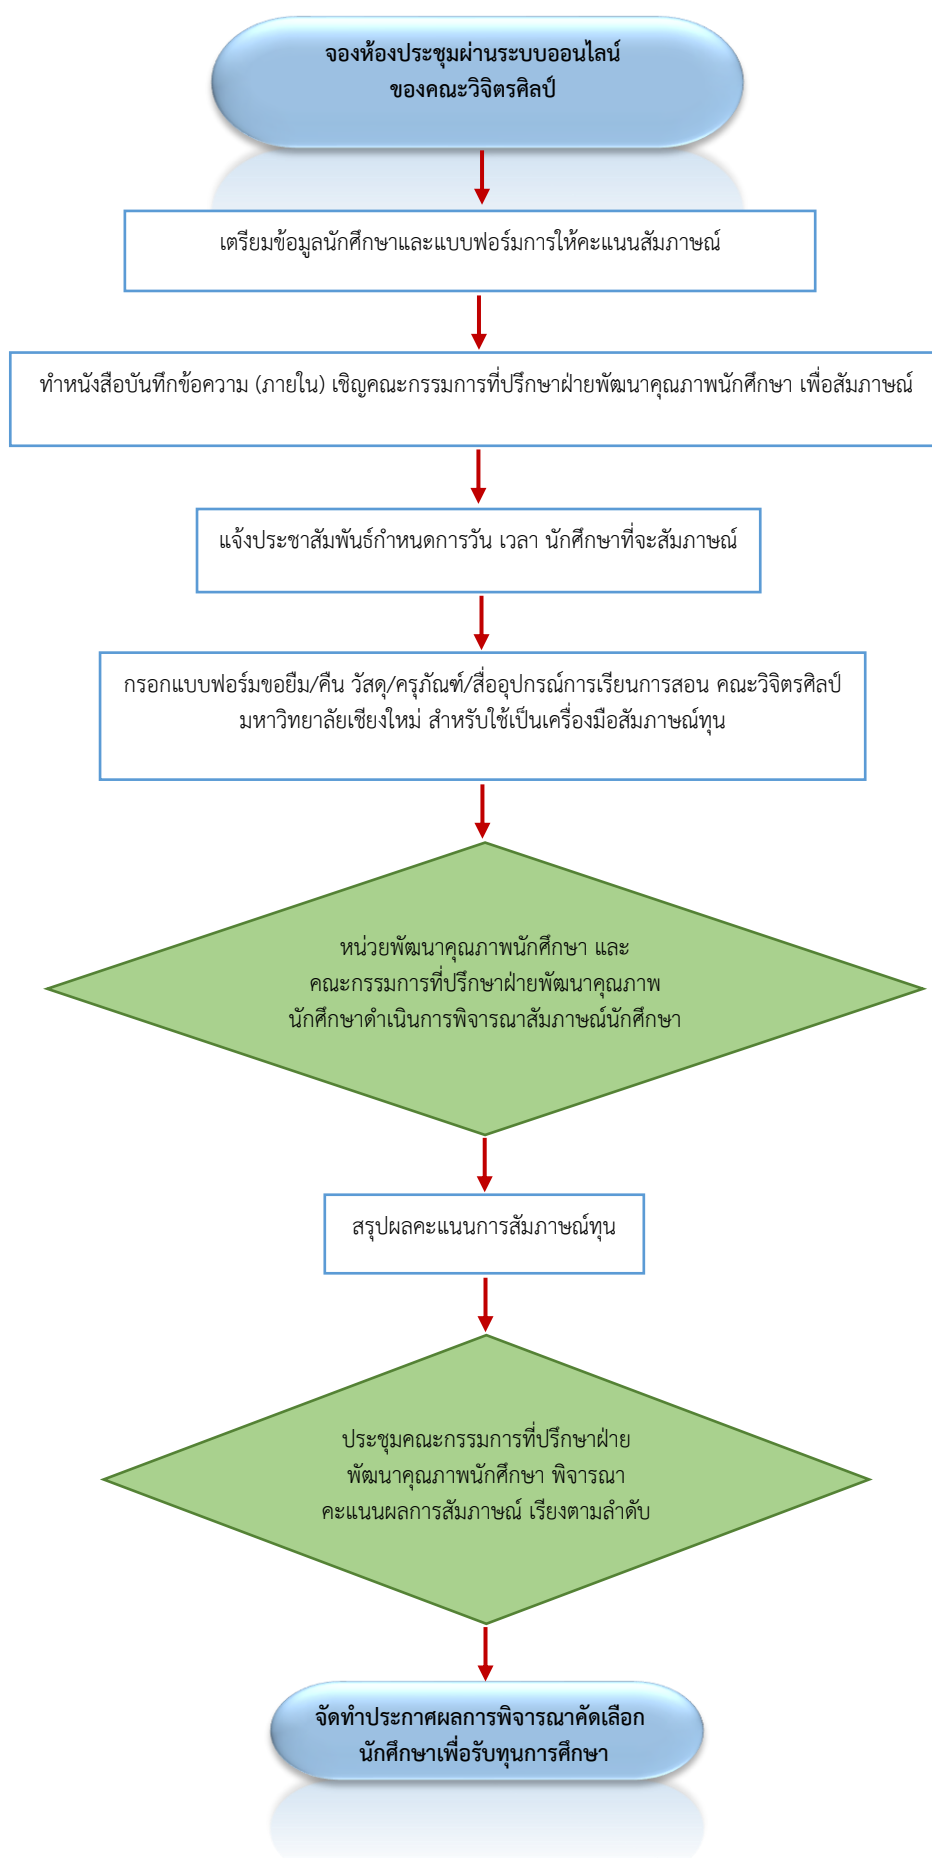 จองห้องประชุมผ่านระบบออนไลน์
ของคณะวิจิตรศิลป์
เตรียมข้อมูลนักศึกษาและแบบฟอร์มการให้คะแนนสัมภาษณ์
ทำหนังสือบันทึกข้อความ (ภายใน) เชิญคณะกรรมการที่ปรึกษาฝ่ายพัฒนาคุณภาพนักศึกษา เพื่อสัมภาษณ์
แจ้งประชาสัมพันธ์กำหนดการวัน เวลา นักศึกษาที่จะสัมภาษณ์
กรอกแบบฟอร์มขอยืม/คืน วัสดุ/ครุภัณฑ์/สื่ออุปกรณ์การเรียนการสอน คณะวิจิตรศิลป์
มหาวิทยาลัยเชียงใหม่ สำหรับใช้เป็นเครื่องมือสัมภาษณ์ทุน
หน่วยพัฒนาคุณภาพนักศึกษา และ
คณะกรรมการที่ปรึกษาฝ่ายพัฒนาคุณภาพ
นักศึกษาดำเนินการพิจารณาสัมภาษณ์นักศึกษา
สรุปผลคะแนนการสัมภาษณ์ทุน
ประชุมคณะกรรมการที่ปรึกษาฝ่าย
พัฒนาคุณภาพนักศึกษา พิจารณา
คะแนนผลการสัมภาษณ์ เรียงตามลำดับ
จัดทำประกาศผลการพิจารณาคัดเลือก
นักศึกษาเพื่อรับทุนการศึกษา